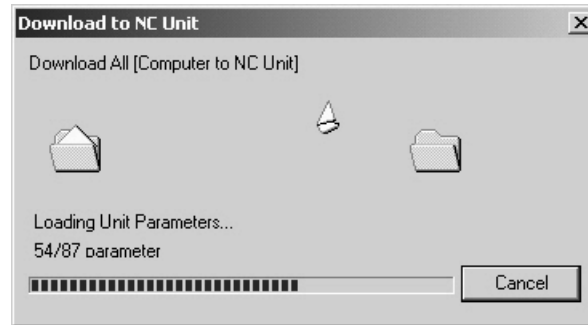 Download to NC Unit
Download All [Computer to NC Unit]
Loading Unit Parameters...
54/87 parameter
Cancel